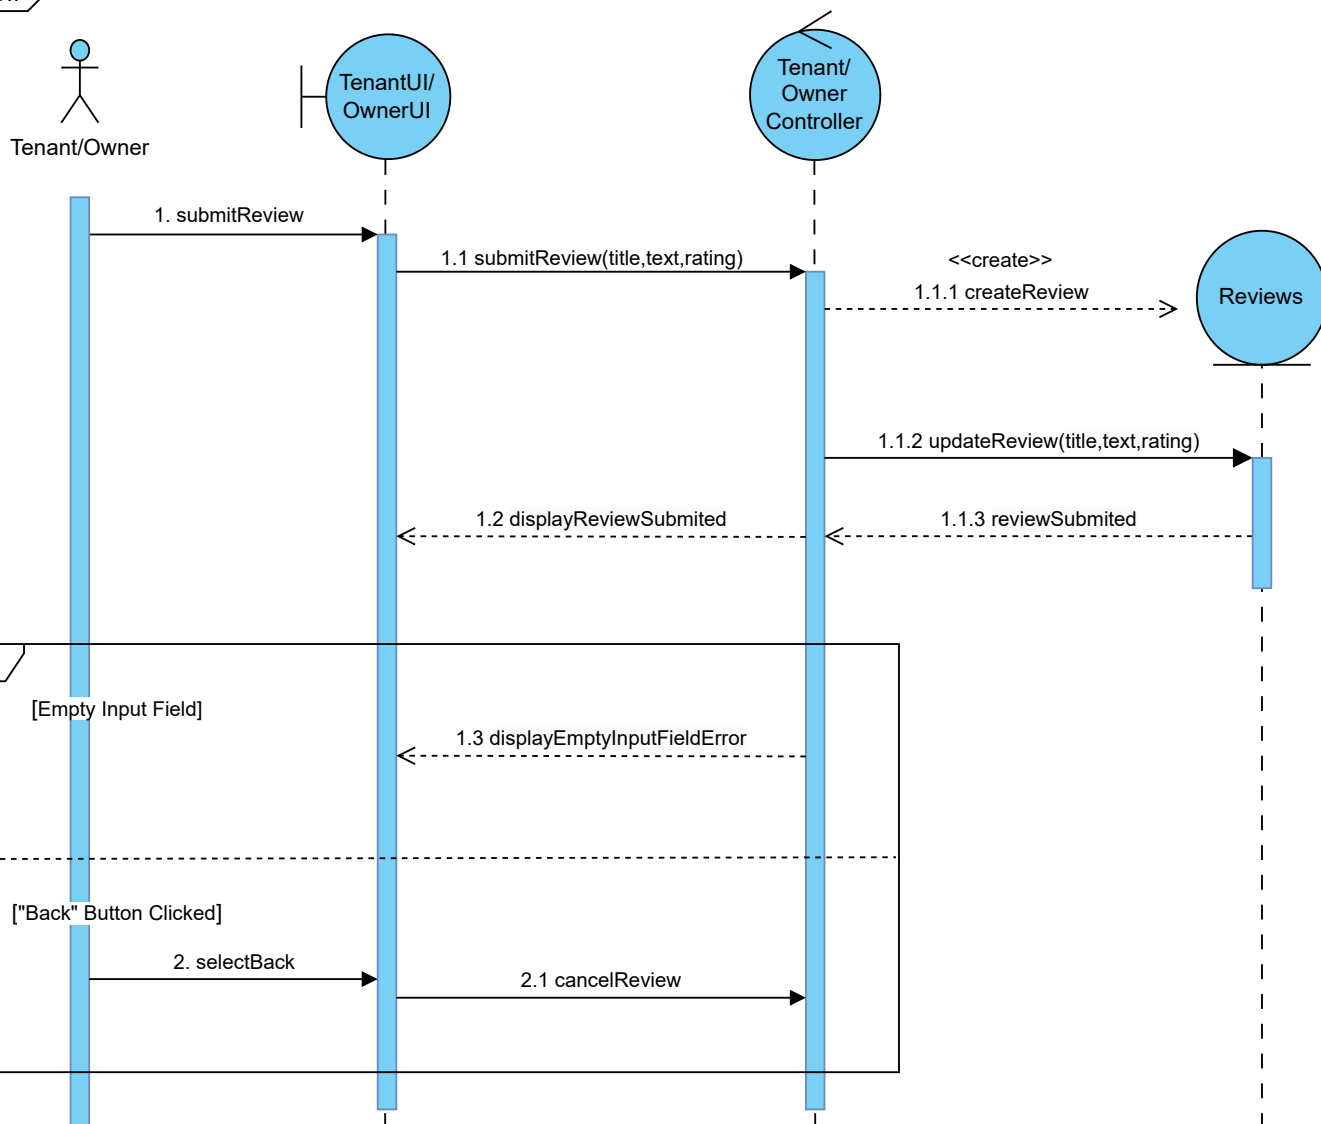 Tenant/Owner
TenantUI/
OwnerUI
Tenant/
Owner
Controller
1. submitReview
1.1 submitReview(title,text,rating)
<<create>>
1.1.1 createReview
Reviews
1.1.2 updateReview(title,text,rating)
1.2 displayReviewSubmited
1.1.3 reviewSubmited
[Empty Input Field]
1.3 displayEmptyInputFieldError
["Back" Button Clicked]
2. selectBack
2.1 cancelReview